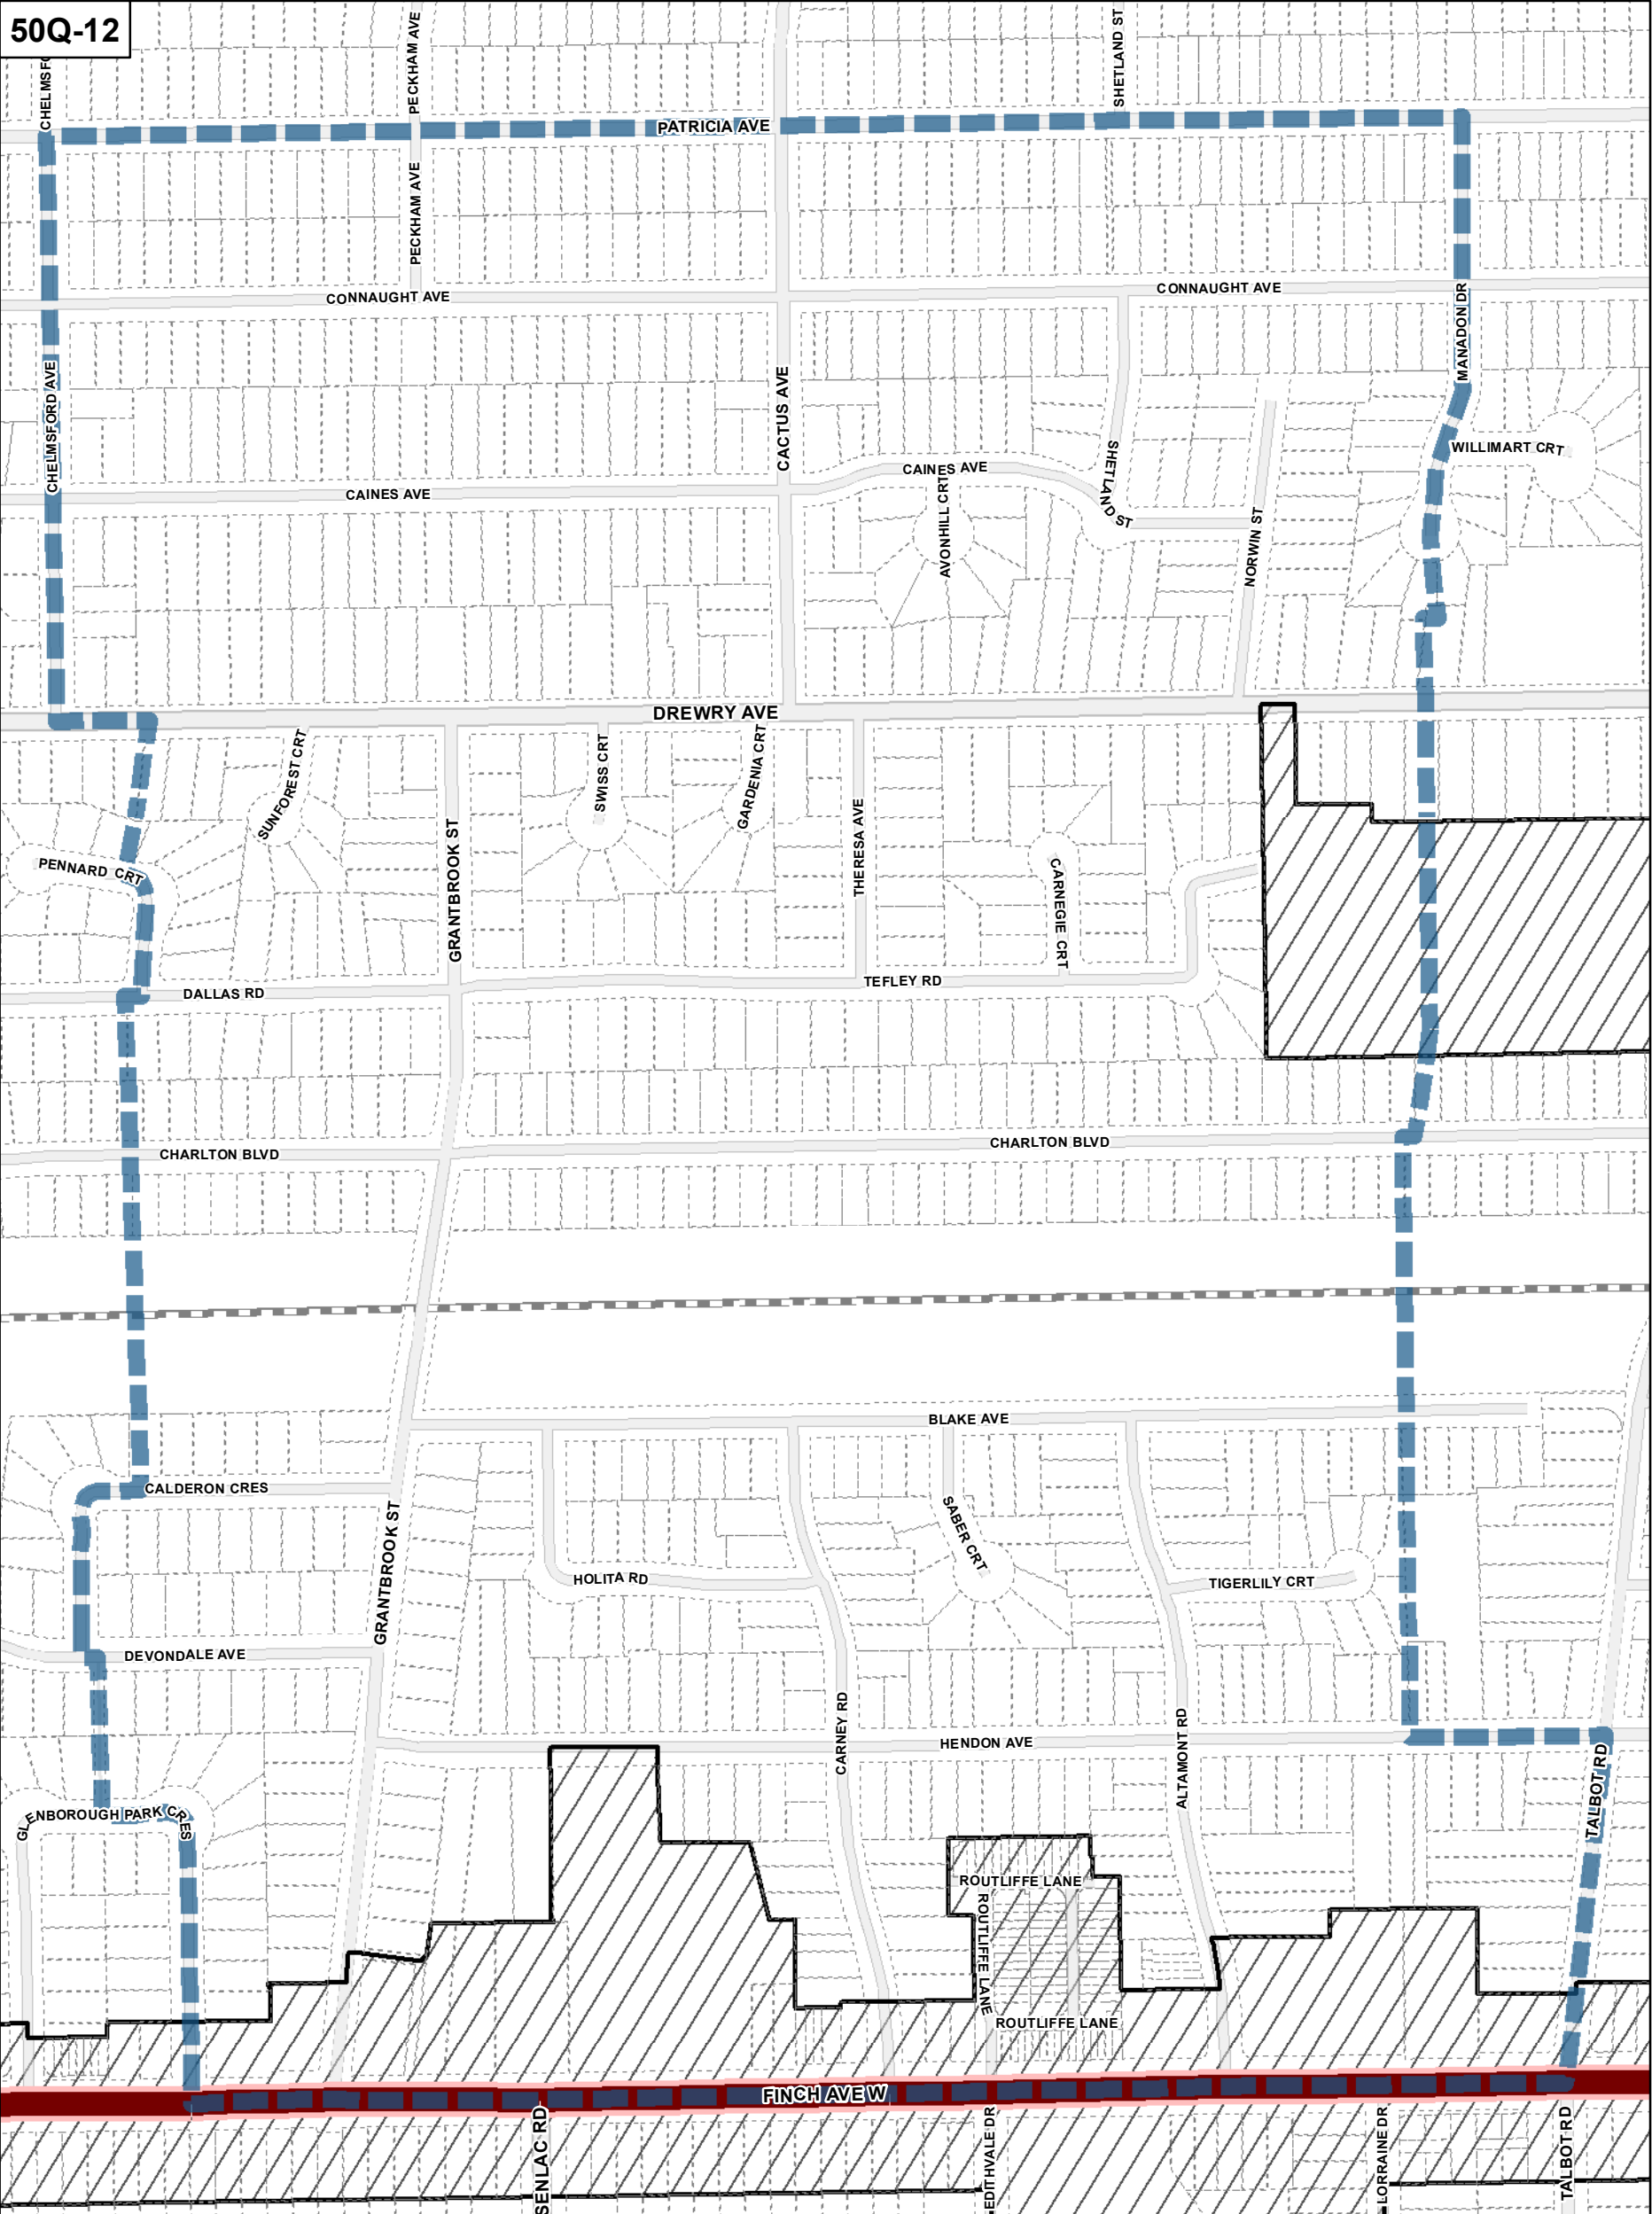 50Q-12
CHELMSFO
PECKHAM AVE
SHETLAND ST
PATRICIA AVE
PECKHAM AVE
CONNAUGHT AVE
CONNAUGHT AVE
MANADON DR
CHELMSFORD AVE
CACTUS AVE
WILLIMART CRT
CAINES AVE
CAINES AVE
SHETLAND ST
AVONHILL CRT
NORWIN ST
DREWRY AVE
SUNFOREST CRT
SWISS CRT
GARDENIA CRT
PENNARD CRT
GRANTBROOK ST
THERESA AVE
CARNEGIE CRT
DALLAS RD
TEFLEY RD
CHARLTON BLVD
CHARLTON BLVD
BLAKE AVE
CALDERON CRES
SABER CRT
GRANTBROOK ST
HOLITA RD
TIGERLILY CRT
DEVONDALE AVE
CARNEY RD
HENDON AVE
ALTAMONT RD
TALBOT RD
GLENBOROUGH PARK CRES
ROUTLIFFE LANE
ROUTLIFFE LANE
ROUTLIFFE LANE
FINCH AVE W
SENLAC RD
EDITHVALE DR
LORRAINE DR
TALBOT RD